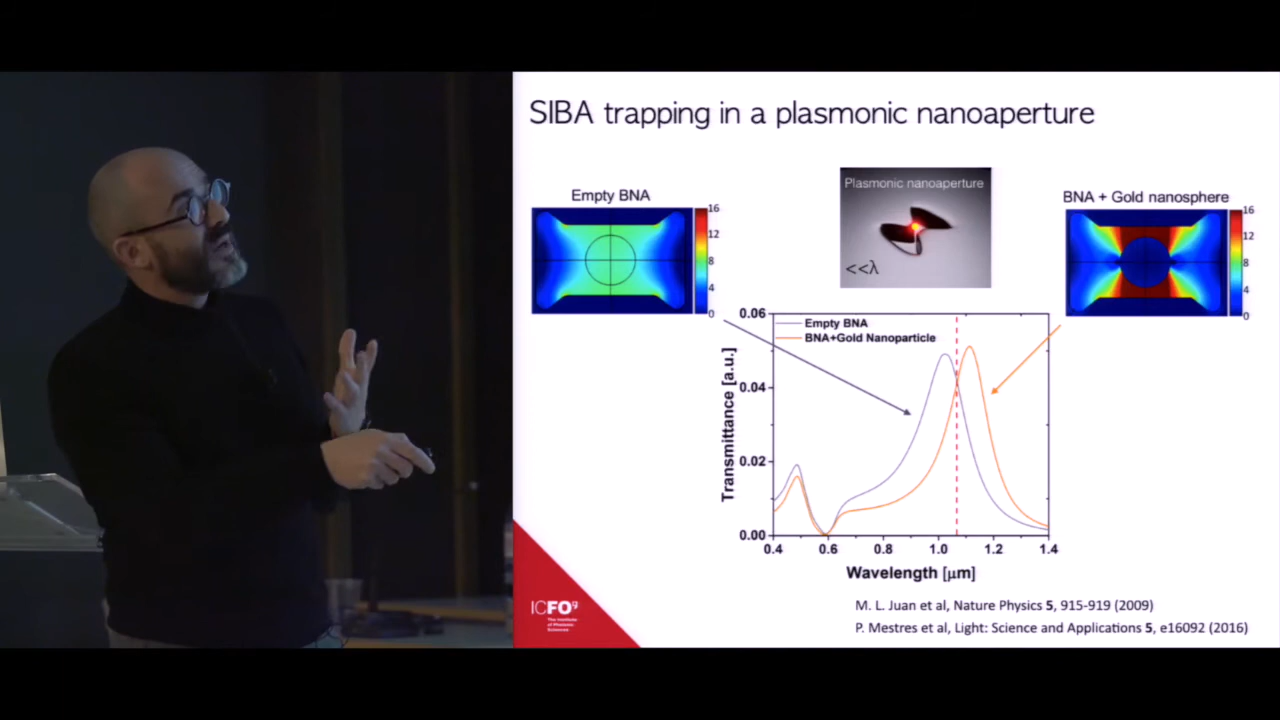 SIBA trapping in a plasmonic nanoaperture
Empty BNA
16
12
8
4
0
Plasmonic nanoaperture
<<λ
BNA + Gold nanosphere
16
12
8
4
0
Empty BNA
BNA+Gold Nanoparticle
Transmittance [a.u.]
0.06
0.04
0.02
0.00
0.4 0.6 0.8 1.0 1.2 1.4
Wavelength [μm]
M. L. Juan et al, Nature Physics 5, 915-919 (2009)
P. Mestres et al, Light: Science and Applications 5, e16092 (2016)
ICFO9
The Institute
of Photonic
Sciences